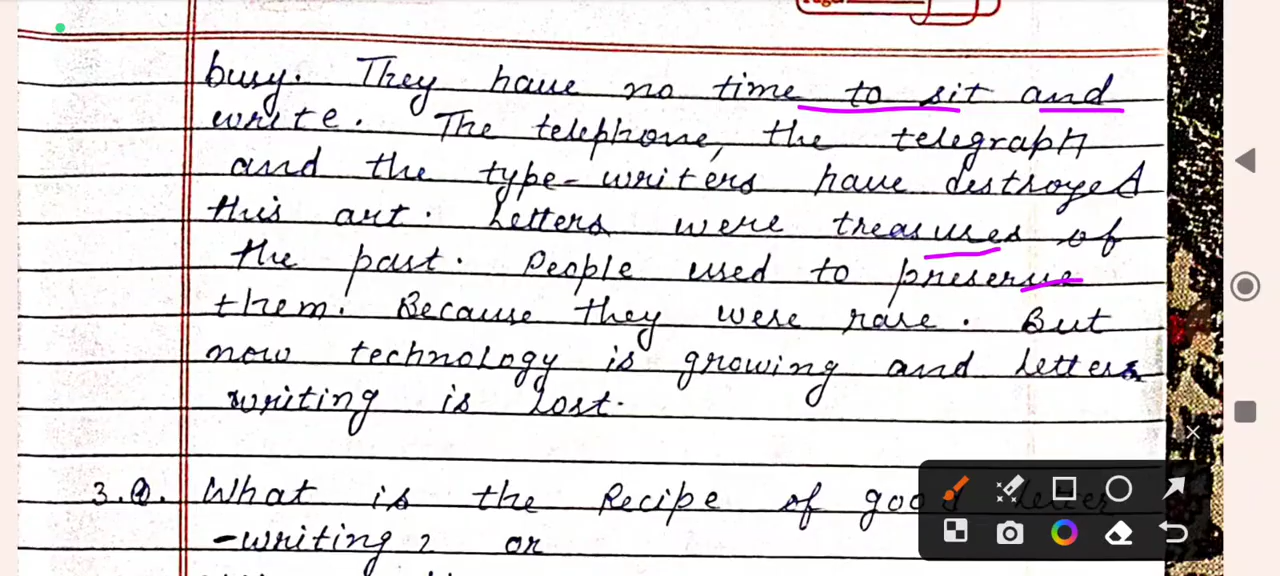 busy. They have no time to sit and
write. The telephone, the telegraph
and the type-writers have destroyed
this art. Letters were treasures of
the past. People used to preserve
them. Because they were rare. But
now technology is growing and letters
writing is lost.
3.Q. What is the Recipe of good letter
-writing ? or